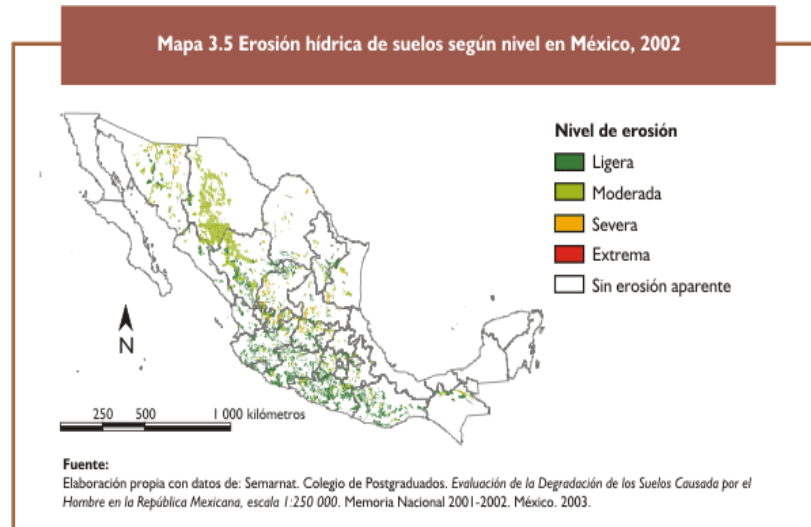 Mapa 3.5 Erosión hídrica de suelos según nivel en México, 2002
Nivel de erosión
Ligera
Moderada
Severa
Extrema
Sin erosión aparente
N
250 500 1 000 kilómetros
Fuente:
Elaboración propia con datos de: Semarnat. Colegio de Postgraduados. Evaluación de la Degradación de los Suelos Causada por el
Hombre en la República Mexicana, escala 1:250 000. Memoria Nacional 2001-2002. México. 2003.